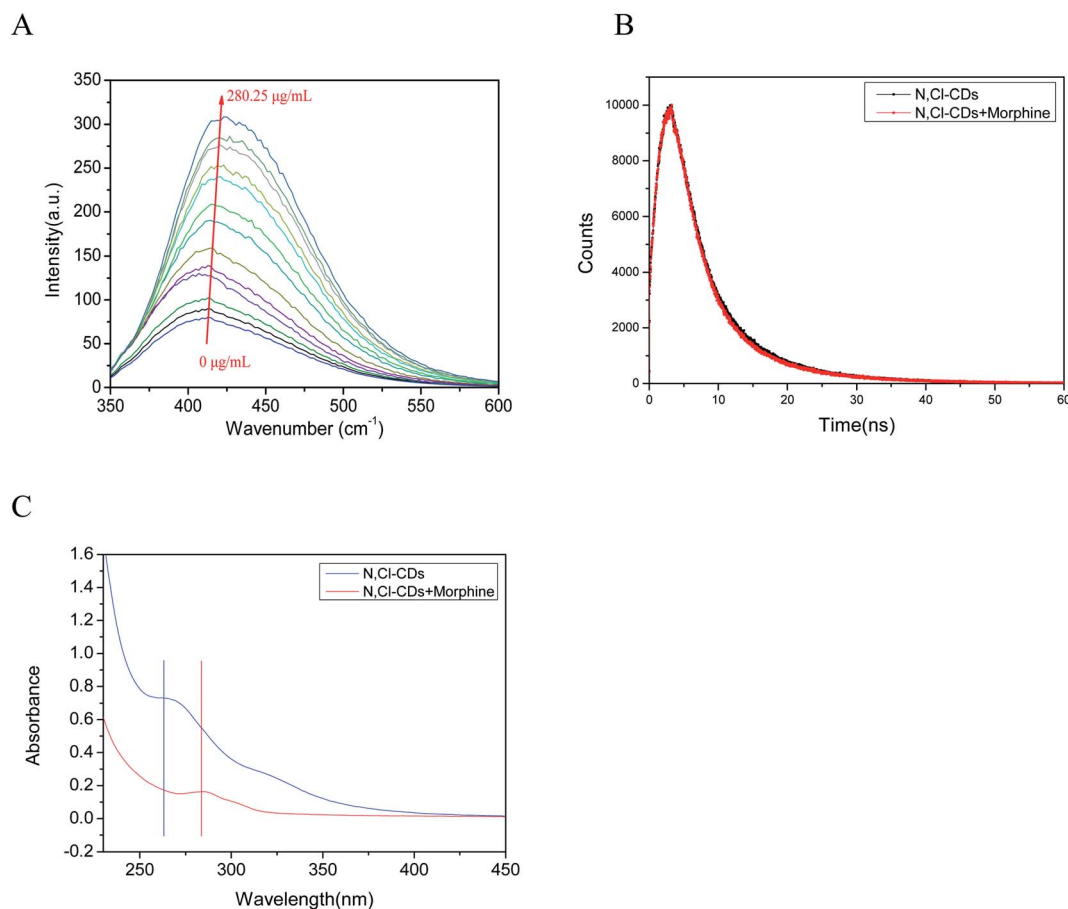 A
350
300
250
200
150
100
50
0
Intensity(a.u.)
280.25 μg/mL
0 μg/mL
350 400 450 500 550 600
Wavenumber (cm⁻¹)
B
10000
8000
6000
4000
2000
0
Counts
N,Cl-CDs
N,Cl-CDs+Morphine
0 10 20 30 40 50 60
Time(ns)
C
1.6
1.4
1.2
1.0
0.8
0.6
0.4
0.2
0.0
-0.2
Absorbance
N,Cl-CDs
N,Cl-CDs+Morphine
250 300 350 400 450
Wavelength(nm)